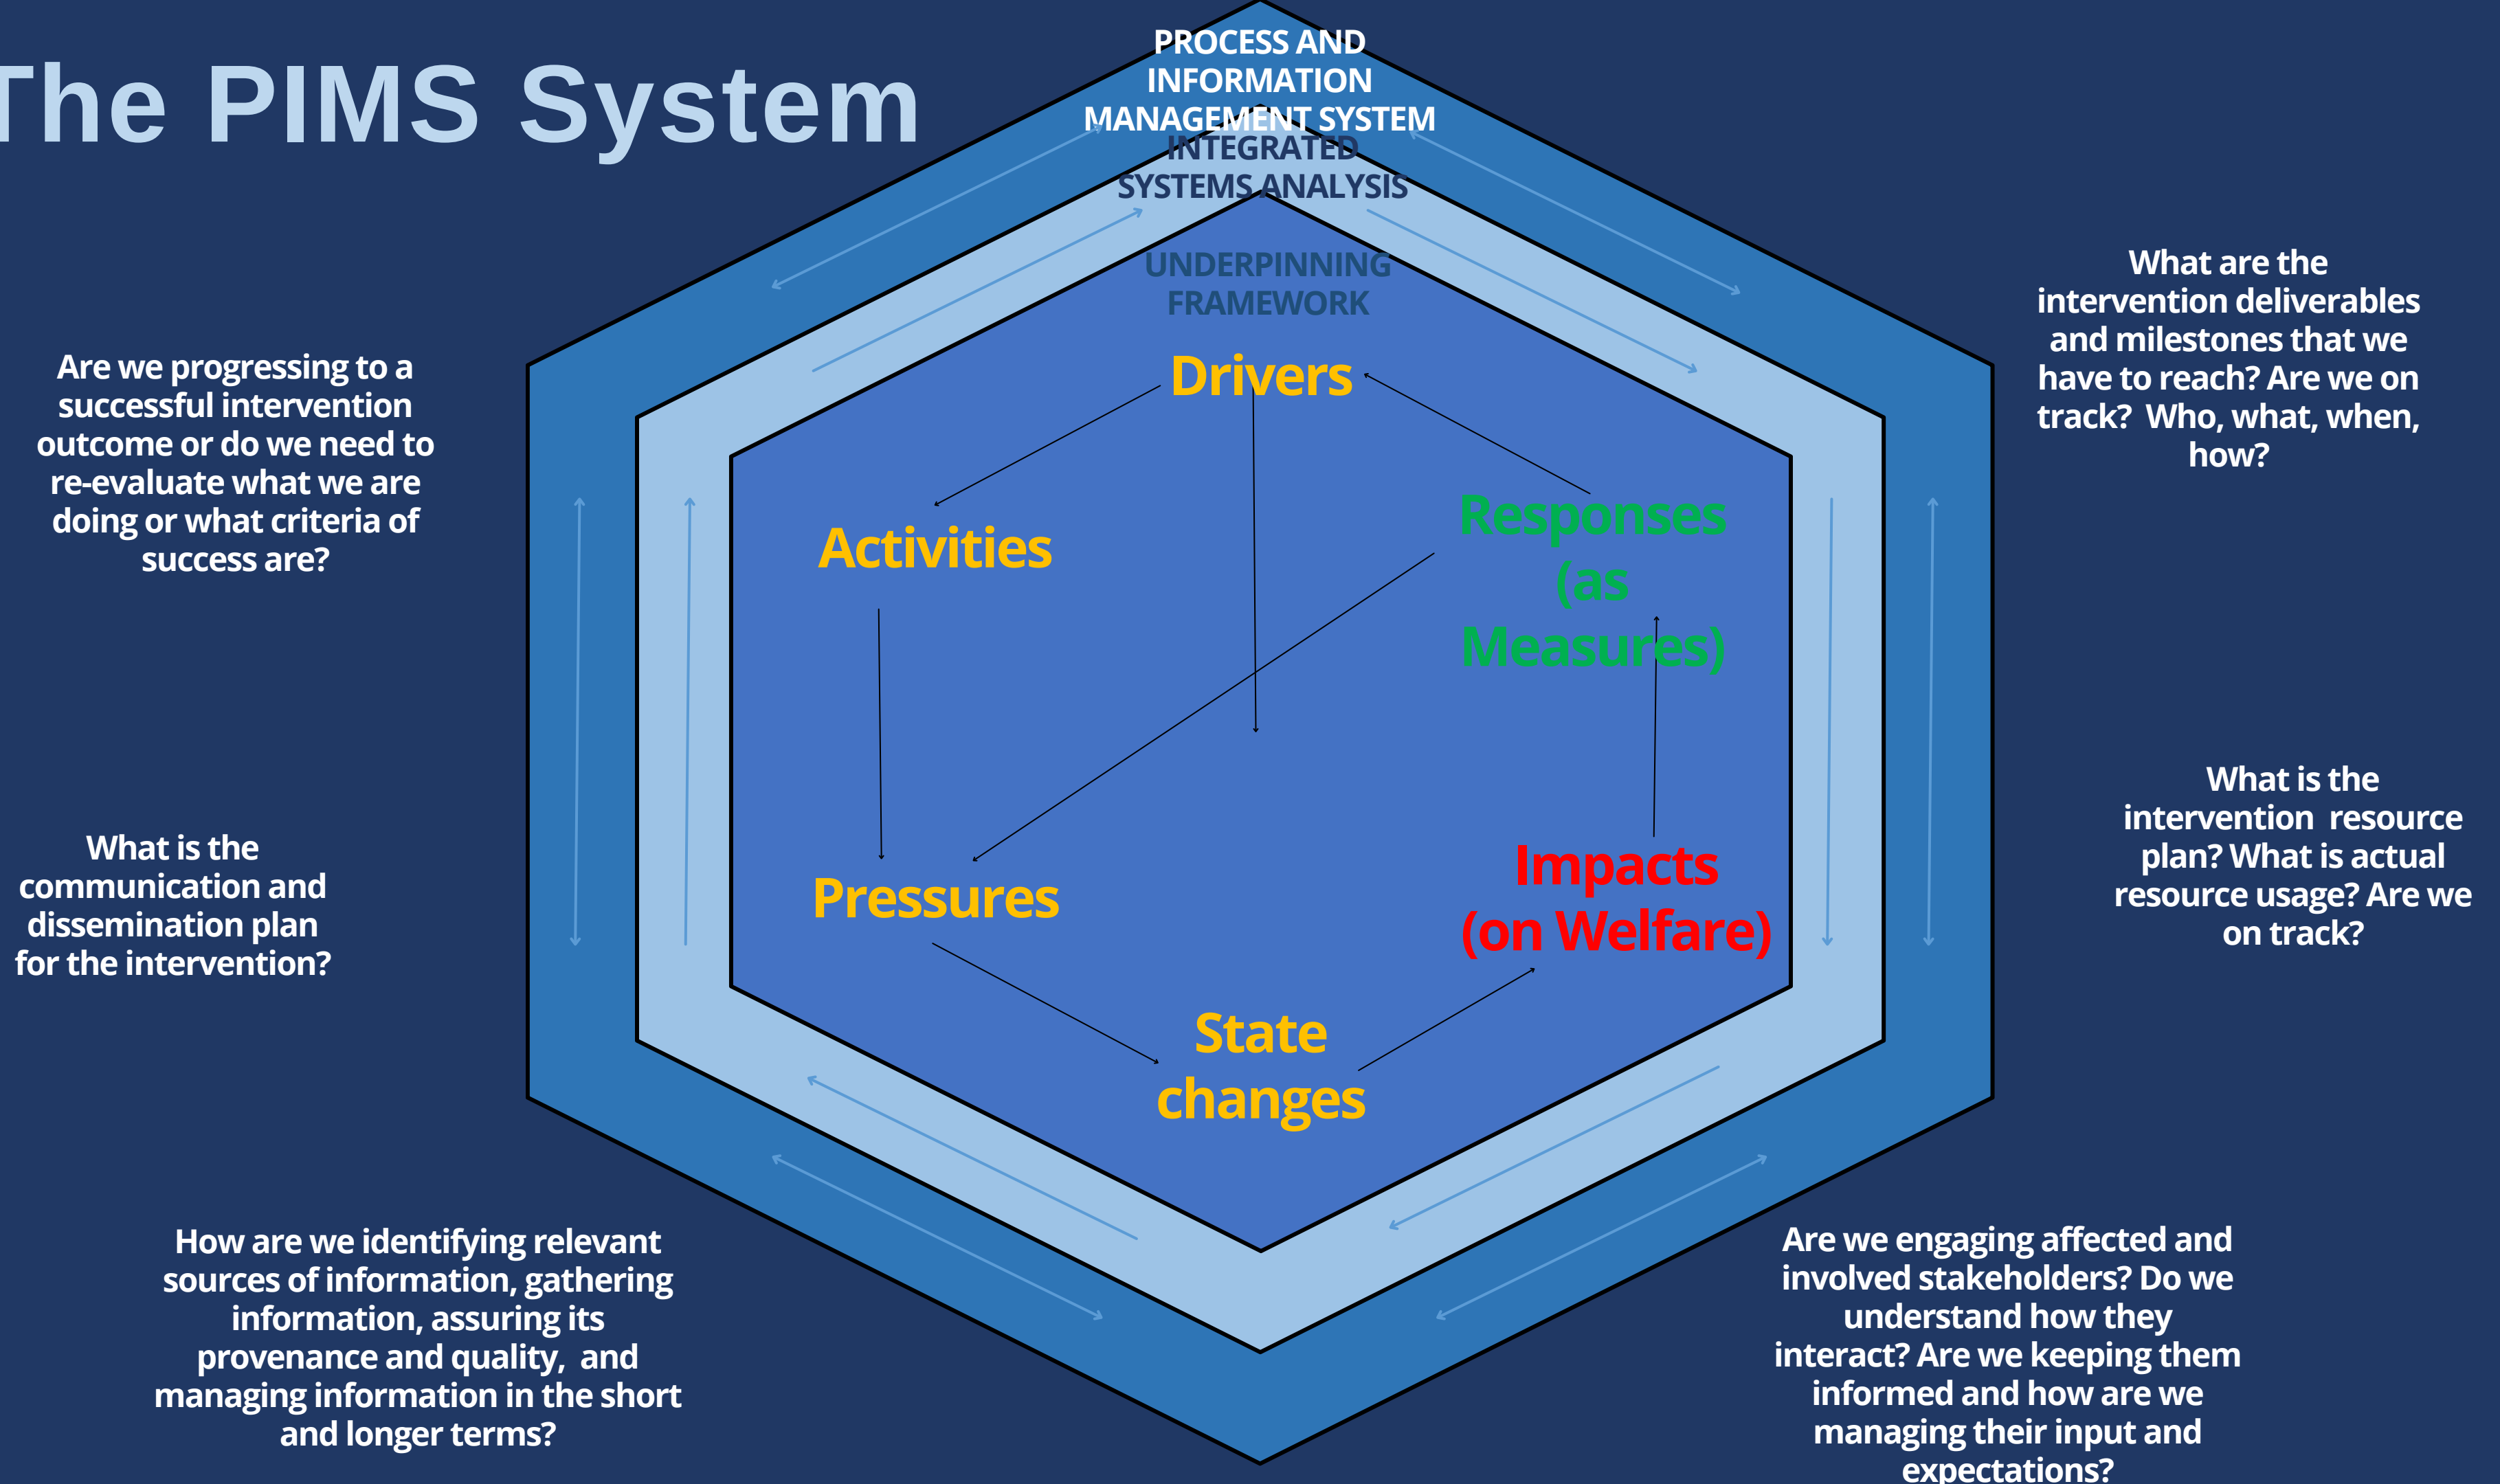 The PIMS System
PROCESS AND
INFORMATION
MANAGEMENT SYSTEM
INTEGRATED
SYSTEMS ANALYSIS
UNDERPINNING
FRAMEWORK
Drivers
Activities
Responses
(as
Measures)
Pressures
Impacts
(on Welfare)
State
changes
Are we progressing to a
successful intervention
outcome or do we need to
re-evaluate what we are
doing or what criteria of
success are?
What is the
communication and
dissemination plan
for the intervention?
How are we identifying relevant
sources of information, gathering
information, assuring its
provenance and quality,  and
managing information in the short
and longer terms?
What are the
intervention deliverables
and milestones that we
have to reach? Are we on
track?  Who, what, when,
how?
What is the
intervention  resource
plan? What is actual
resource usage? Are we
on track?
Are we engaging affected and
involved stakeholders? Do we
understand how they
interact? Are we keeping them
informed and how are we
managing their input and
expectations?